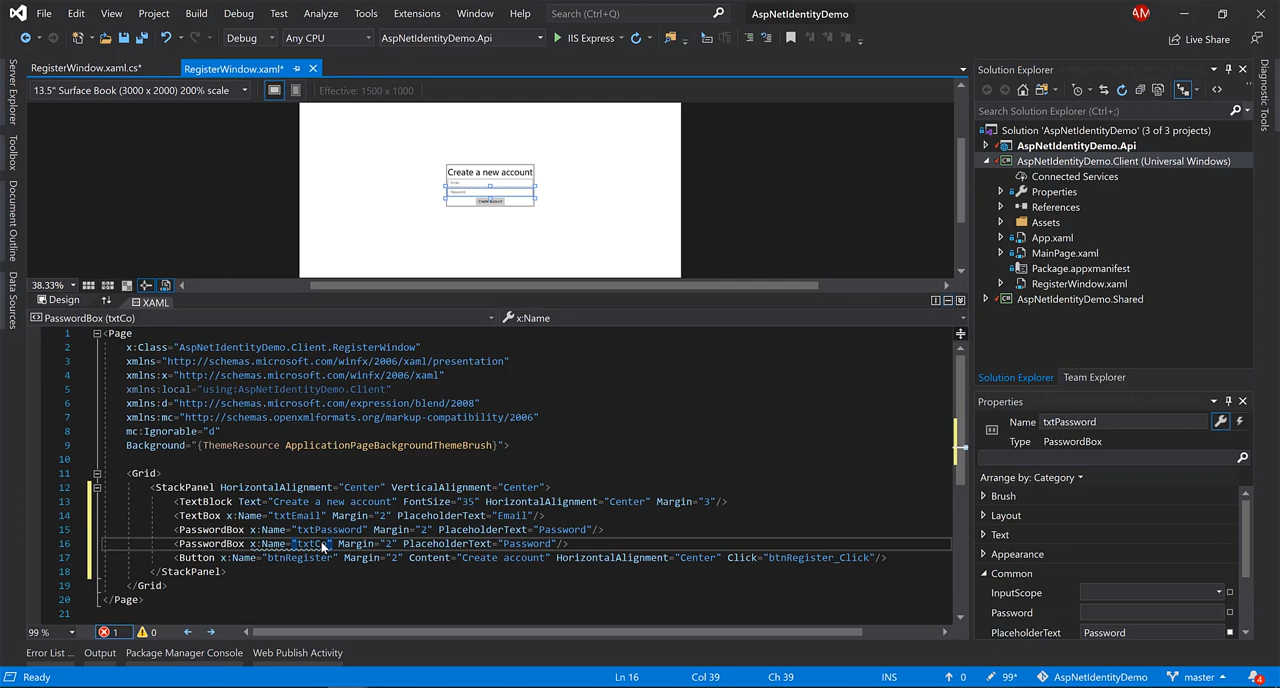 File Edit View Project Build Debug Test Analyze Tools Extensions Window Help Search (Ctrl+Q) AspNetIdentityDemo AM
Debug Any CPU AspNetIdentityDemo.Api IIS Express Live Share
RegisterWindow.xaml.cs* RegisterWindow.xaml*
13.5" Surface Book (3000 x 2000) 200% scale Effective: 1500 x 1000
Server Explorer
Toolbox
Document Outline
Data Sources
Create a new account
Email
Password
Create account
38.33%
Design XAML
PasswordBox (txtCo) x:Name
1 <Page
2 x:Class="AspNetIdentityDemo.Client.RegisterWindow"
3 xmlns="http://schemas.microsoft.com/winfx/2006/xaml/presentation"
4 xmlns:x="http://schemas.microsoft.com/winfx/2006/xaml"
5 xmlns:local="using:AspNetIdentityDemo.Client"
6 xmlns:d="http://schemas.microsoft.com/expression/blend/2008"
7 xmlns:mc="http://schemas.openxmlformats.org/markup-compatibility/2006"
8 mc:Ignorable="d"
9 Background="{ThemeResource ApplicationPageBackgroundThemeBrush}">
10
11 <Grid>
12 <StackPanel HorizontalAlignment="Center" VerticalAlignment="Center">
13 <TextBlock Text="Create a new account" FontSize="35" HorizontalAlignment="Center" Margin="3"/>
14 <TextBox x:Name="txtEmail" Margin="2" PlaceholderText="Email"/>
15 <PasswordBox x:Name="txtPassword" Margin="2" PlaceholderText="Password"/>
16 <PasswordBox x:Name="txtCo" Margin="2" PlaceholderText="Password"/>
17 <Button x:Name="btnRegister" Margin="2" Content="Create account" HorizontalAlignment="Center" Click="btnRegister_Click"/>
18 </StackPanel>
19 </Grid>
20 </Page>
21
99 % 1 0
Error List ... Output Package Manager Console Web Publish Activity
Ready Ln 16 Col 39 Ch 39 INS 0 99* AspNetIdentityDemo master 4
Solution Explorer
Search Solution Explorer (Ctrl+;)
Solution 'AspNetIdentityDemo' (3 of 3 projects)
AspNetIdentityDemo.Api
AspNetIdentityDemo.Client (Universal Windows)
Connected Services
Properties
References
Assets
App.xaml
MainPage.xaml
Package.appxmanifest
RegisterWindow.xaml
AspNetIdentityDemo.Shared
Solution Explorer Team Explorer
Properties
Name txtPassword
Type PasswordBox
Arrange by: Category
Brush
Layout
Text
Appearance
Common
InputScope
Password
PlaceholderText Password
Diagnostic Tools